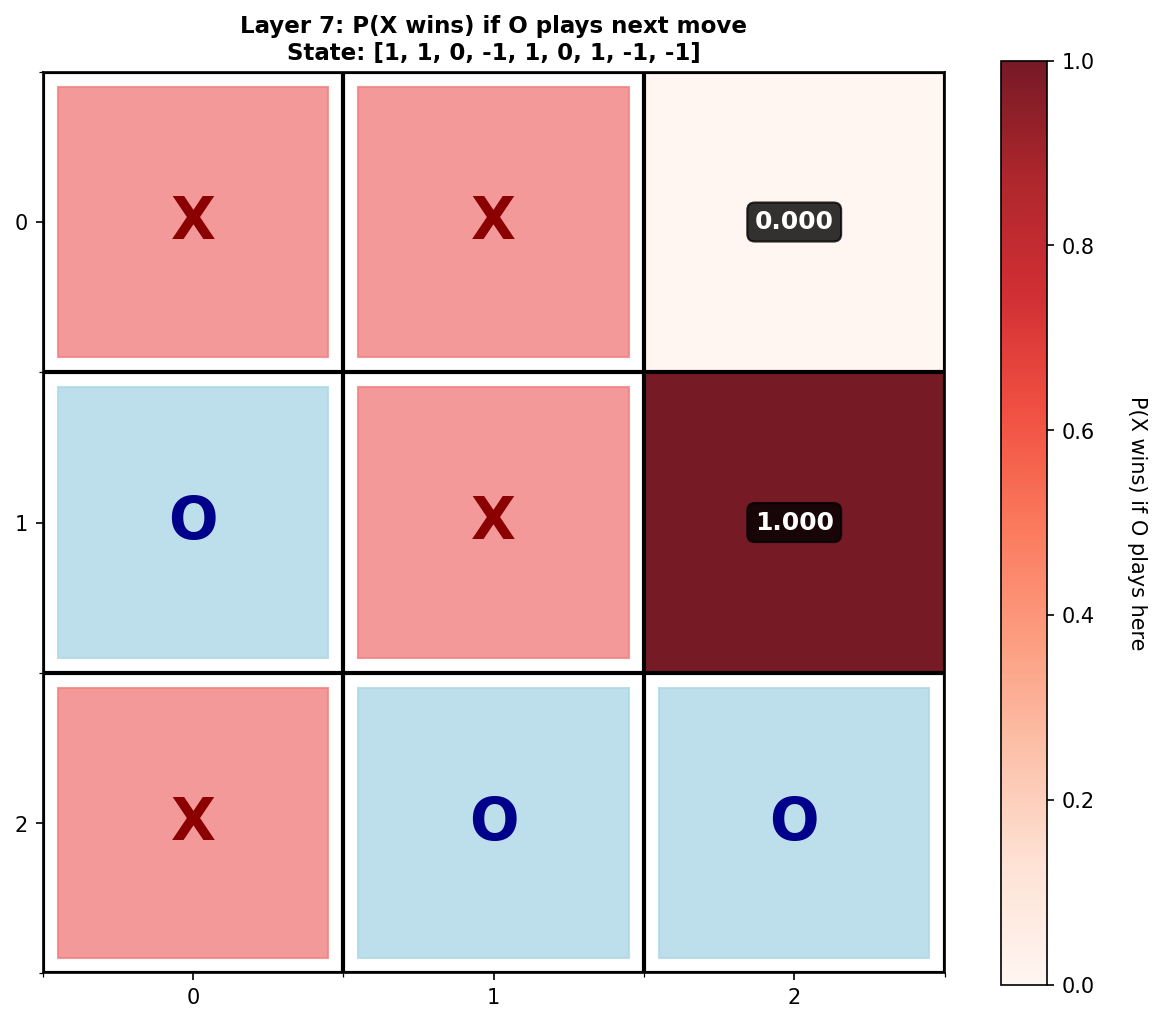 Layer 7: P(X wins) if O plays next move
State: [1, 1, 0, -1, 1, 0, 1, -1, -1]
0
X
X
0.000
1
O
X
1.000
2
X
O
O
0
1
2
1.0
0.8
0.6
0.4
0.2
0.0
P(X wins) if O plays here